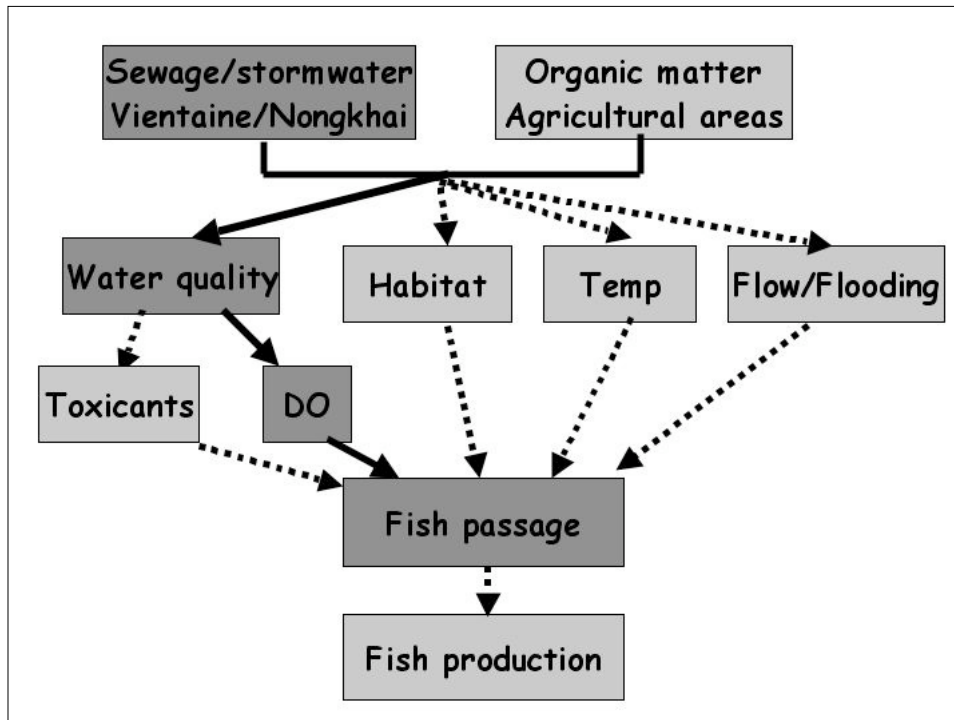 Sewage/stormwater
Vientaine/Nongkhai
Organic matter
Agricultural areas
Water quality
Habitat
Temp
Flow/Flooding
Toxicants
DO
Fish passage
Fish production